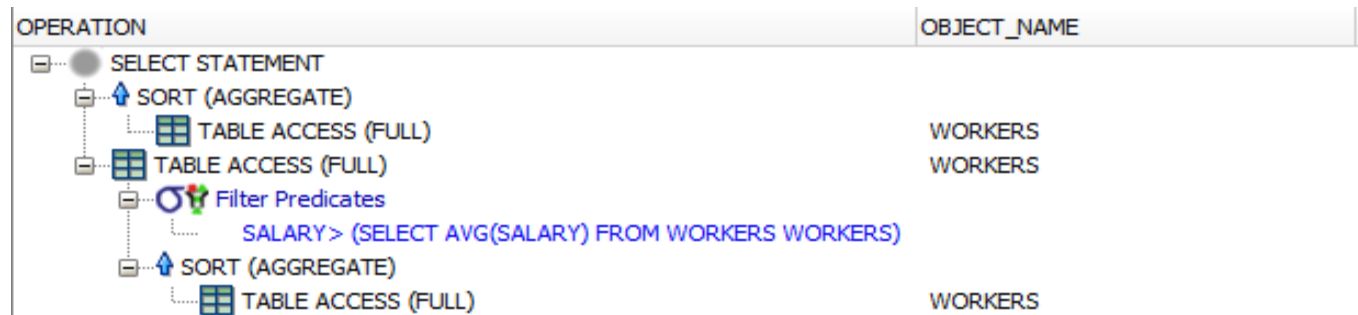 OPERATION OBJECT_NAME
SELECT STATEMENT
SORT (AGGREGATE)
TABLE ACCESS (FULL) WORKERS
TABLE ACCESS (FULL) WORKERS
Filter Predicates
SALARY> (SELECT AVG(SALARY) FROM WORKERS WORKERS)
SORT (AGGREGATE)
TABLE ACCESS (FULL) WORKERS